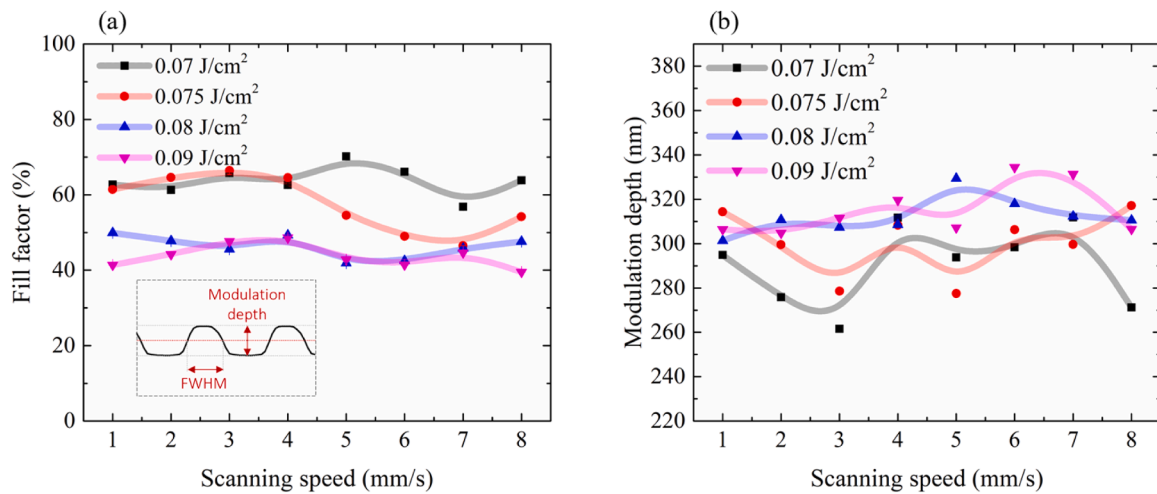 (a)
100
80
60
40
20
0
Fill factor (%)
0.07 J/cm²
0.075 J/cm²
0.08 J/cm²
0.09 J/cm²
Modulation
depth
FWHM
1 2 3 4 5 6 7 8
Scanning speed (mm/s)
(b)
380
360
340
320
300
280
260
240
220
Modulation depth (nm)
0.07 J/cm²
0.075 J/cm²
0.08 J/cm²
0.09 J/cm²
1 2 3 4 5 6 7 8
Scanning speed (mm/s)